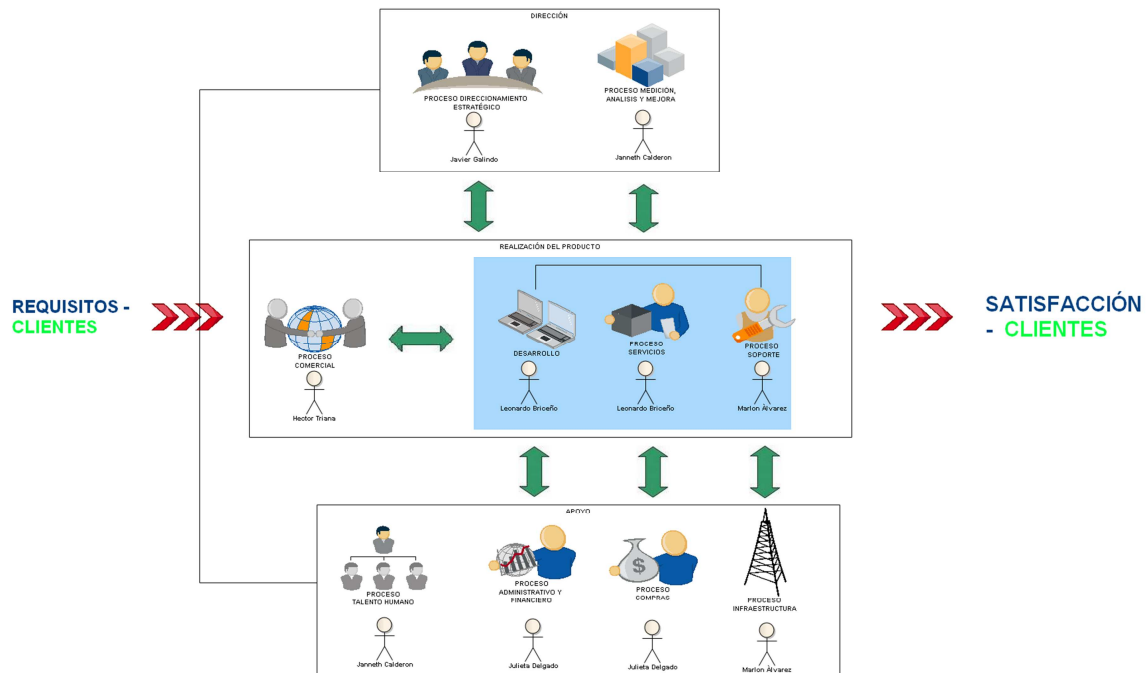 DIRECCIÓN
PROCESO DIRECCIONAMIENTO
ESTRATÉGICO
Javier Galindo
PROCESO MEDICIÓN,
ANALISIS Y MEJORA
Janneth Calderon
REQUISITOS -
CLIENTES
REALIZACIÓN DEL PRODUCTO
PROCESO
COMERCIAL
Hector Triana
DESARROLLO
Leonardo Briceño
PROCESO
SERVICIOS
Leonardo Briceño
PROCESO
SOPORTE
Marlon Àlvarez
SATISFACCIÓN
- CLIENTES
APOYO
PROCESO
TALENTO HUMANO
Janneth Calderon
PROCESO
ADMINISTRATIVO Y
FINANCIERO
Julieta Delgado
$
PROCESO
COMPRAS
Julieta Delgado
PROCESO
INFRAESTRUCTURA
Marlon Àlvarez